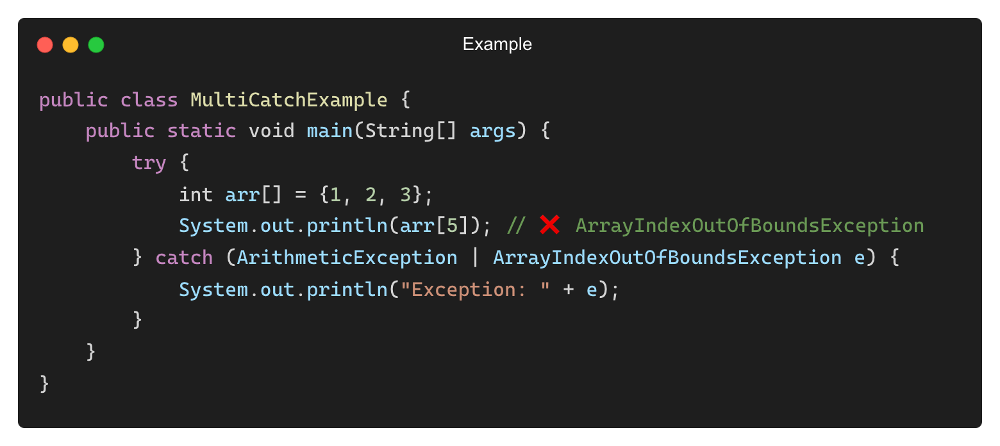 Example
public class MultiCatchExample {
    public static void main(String[] args) {
        try {
            int arr[] = {1, 2, 3};
            System.out.println(arr[5]); // ❌ ArrayIndexOutOfBoundsException
        } catch (ArithmeticException | ArrayIndexOutOfBoundsException e) {
            System.out.println("Exception: " + e);
        }
    }
}